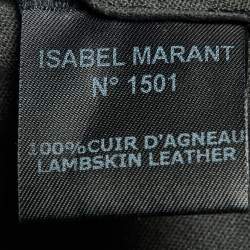 ISABEL MARANT
N° 1501
100%CUIR D'AGNEAU
LAMBSKIN LEATHER